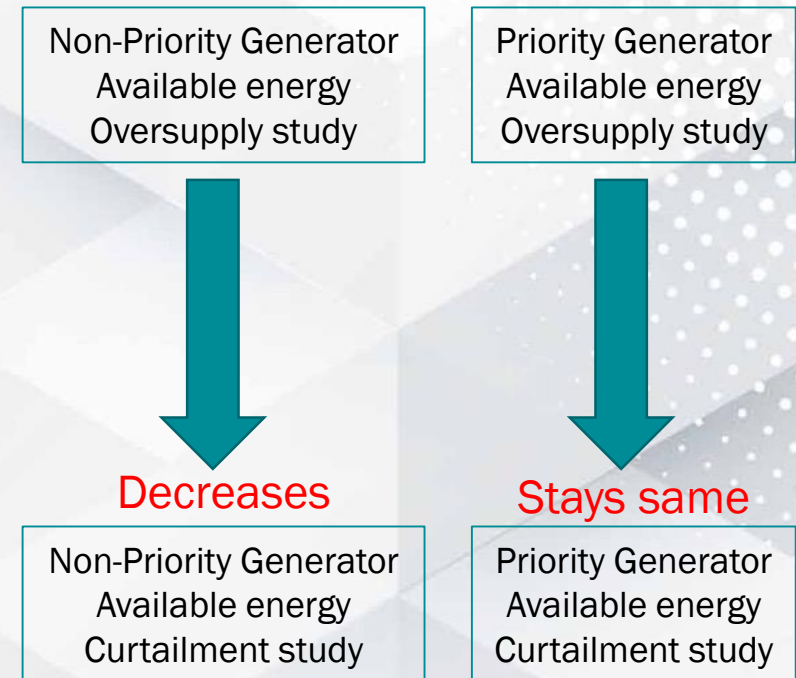 Non-Priority Generator
Available energy
Oversupply study
Priority Generator
Available energy
Oversupply study
Decreases
Stays same
Non-Priority Generator
Available energy
Curtailment study
Priority Generator
Available energy
Curtailment study